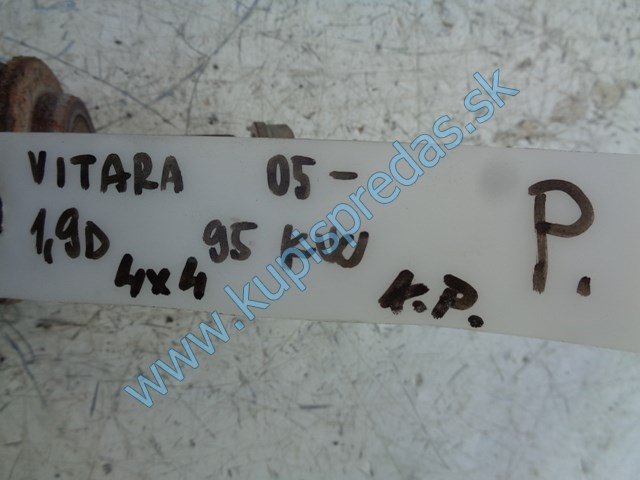 VITARA 05-
1,9D 95 KW
4x4 K.P. P.
www.kupispredas.sk